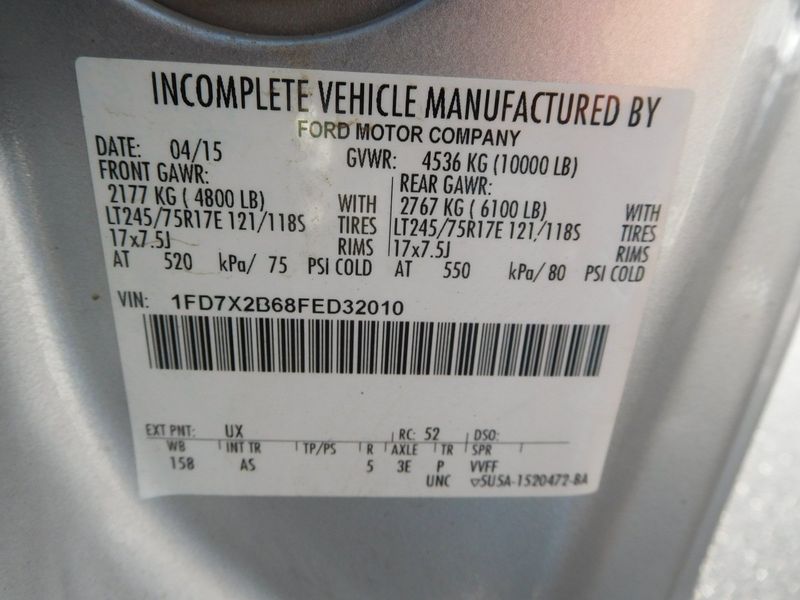 INCOMPLETE VEHICLE MANUFACTURED BY
FORD MOTOR COMPANY
DATE: 04/15 GVWR: 4536 KG (10000 LB)
FRONT GAWR: REAR GAWR:
2177 KG ( 4800 LB) WITH 2767 KG ( 6100 LB) WITH
LT245/75R17E 121/118S TIRES LT245/75R17E 121/118S TIRES
17x7.5J RIMS 17x7.5J RIMS
AT 520 kPa/ 75 PSI COLD AT 550 kPa/ 80 PSI COLD
VIN: 1FD7X2B68FED32010
EXT PNT: UX RC: 52 DSO:
WB INT TR TP/PS R AXLE TR SPR
158 AS 5 3E P VVFF
UNC ▽5U5A-1520472-BA